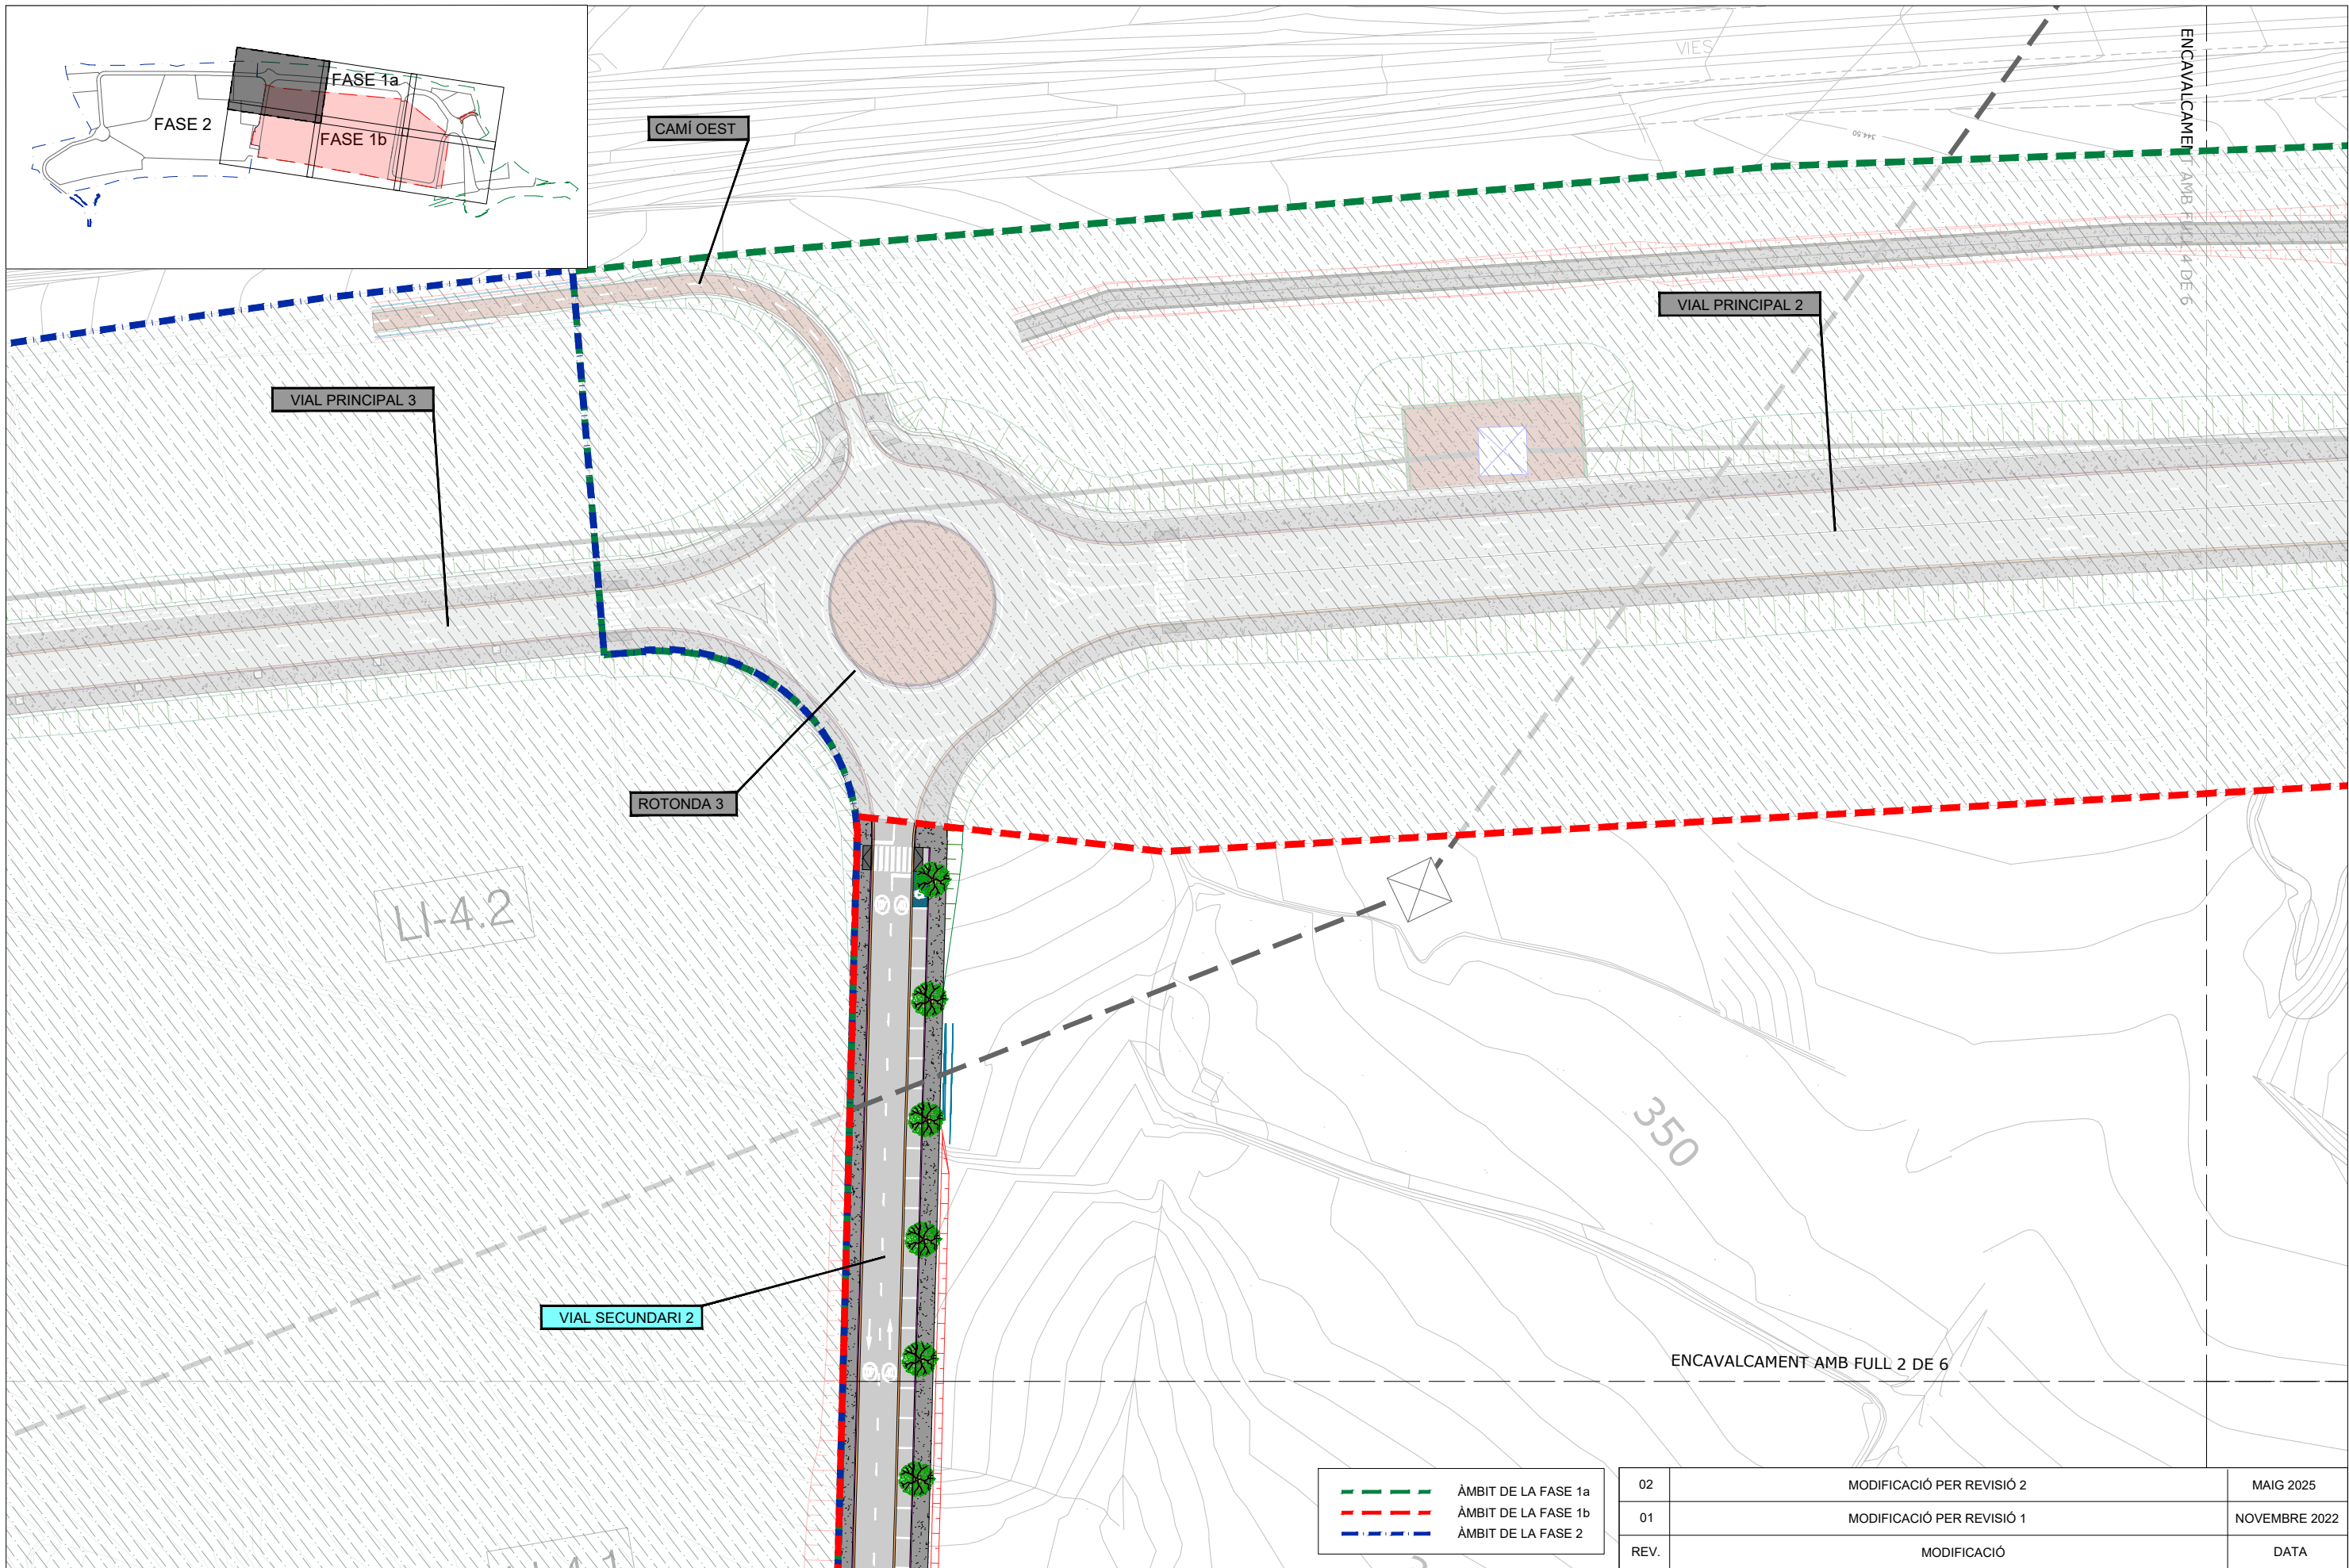 FASE 1a
FASE 2
FASE 1b
VIES
344.50
CAMÍ OEST
ENCAVALCAMENT AMB FULL 4 DE 6
VIAL PRINCIPAL 2
VIAL PRINCIPAL 3
ROTONDA 3
LI-4.2
350
VIAL SECUNDARI 2
ENCAVALCAMENT AMB FULL 2 DE 6
ÀMBIT DE LA FASE 1a
ÀMBIT DE LA FASE 1b
ÀMBIT DE LA FASE 2
02 MODIFICACIÓ PER REVISIÓ 2 MAIG 2025
01 MODIFICACIÓ PER REVISIÓ 1 NOVEMBRE 2022
REV. MODIFICACIÓ DATA